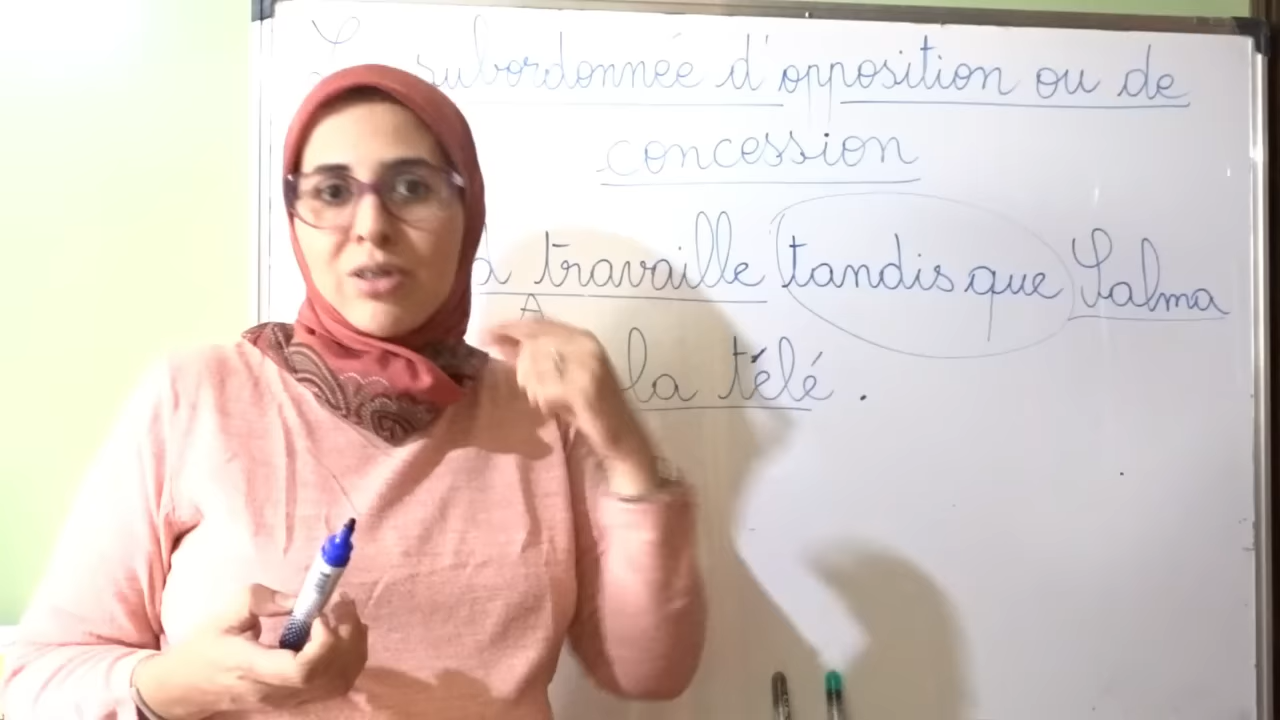 subordonnée d'opposition ou de
concession
travaille tandis que Salma
A
la télé.